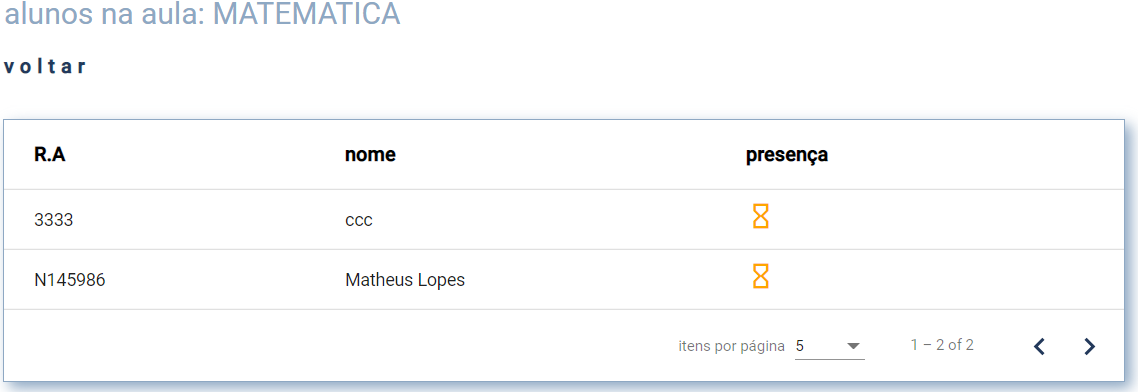 alunos na aula: MATEMATICA
voltar
R.A nome presença
3333 ccc
N145986 Matheus Lopes
itens por página 5 1 – 2 of 2